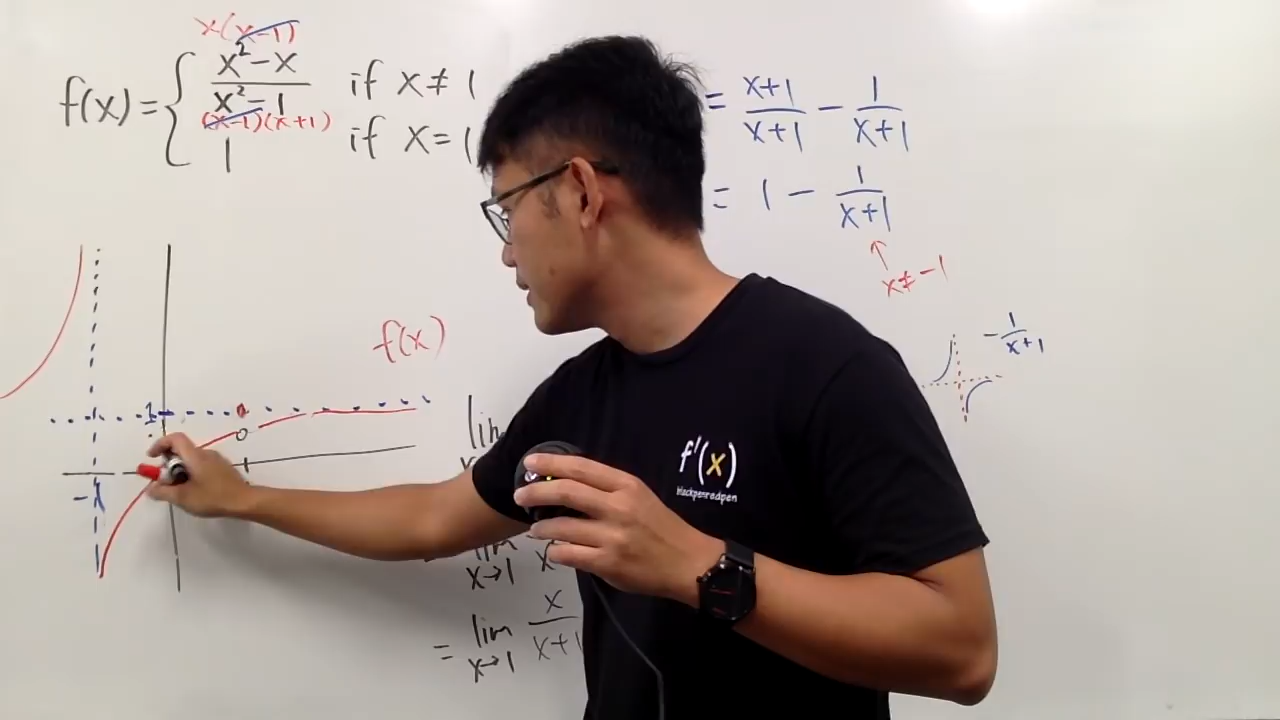 x(x-1)
f(x) = { x²-x / x²-1 if x ≠ 1
(x-1)(x+1)
1 if x = 1
= x+1/x+1 - 1/x+1
= 1 - 1/x+1
↑
x≠-1
- 1/x+1
f(x)
1
-1
lim
x→1
lim
x→1
= lim x/x+1
x→1
f'(x)
blackpenredpen